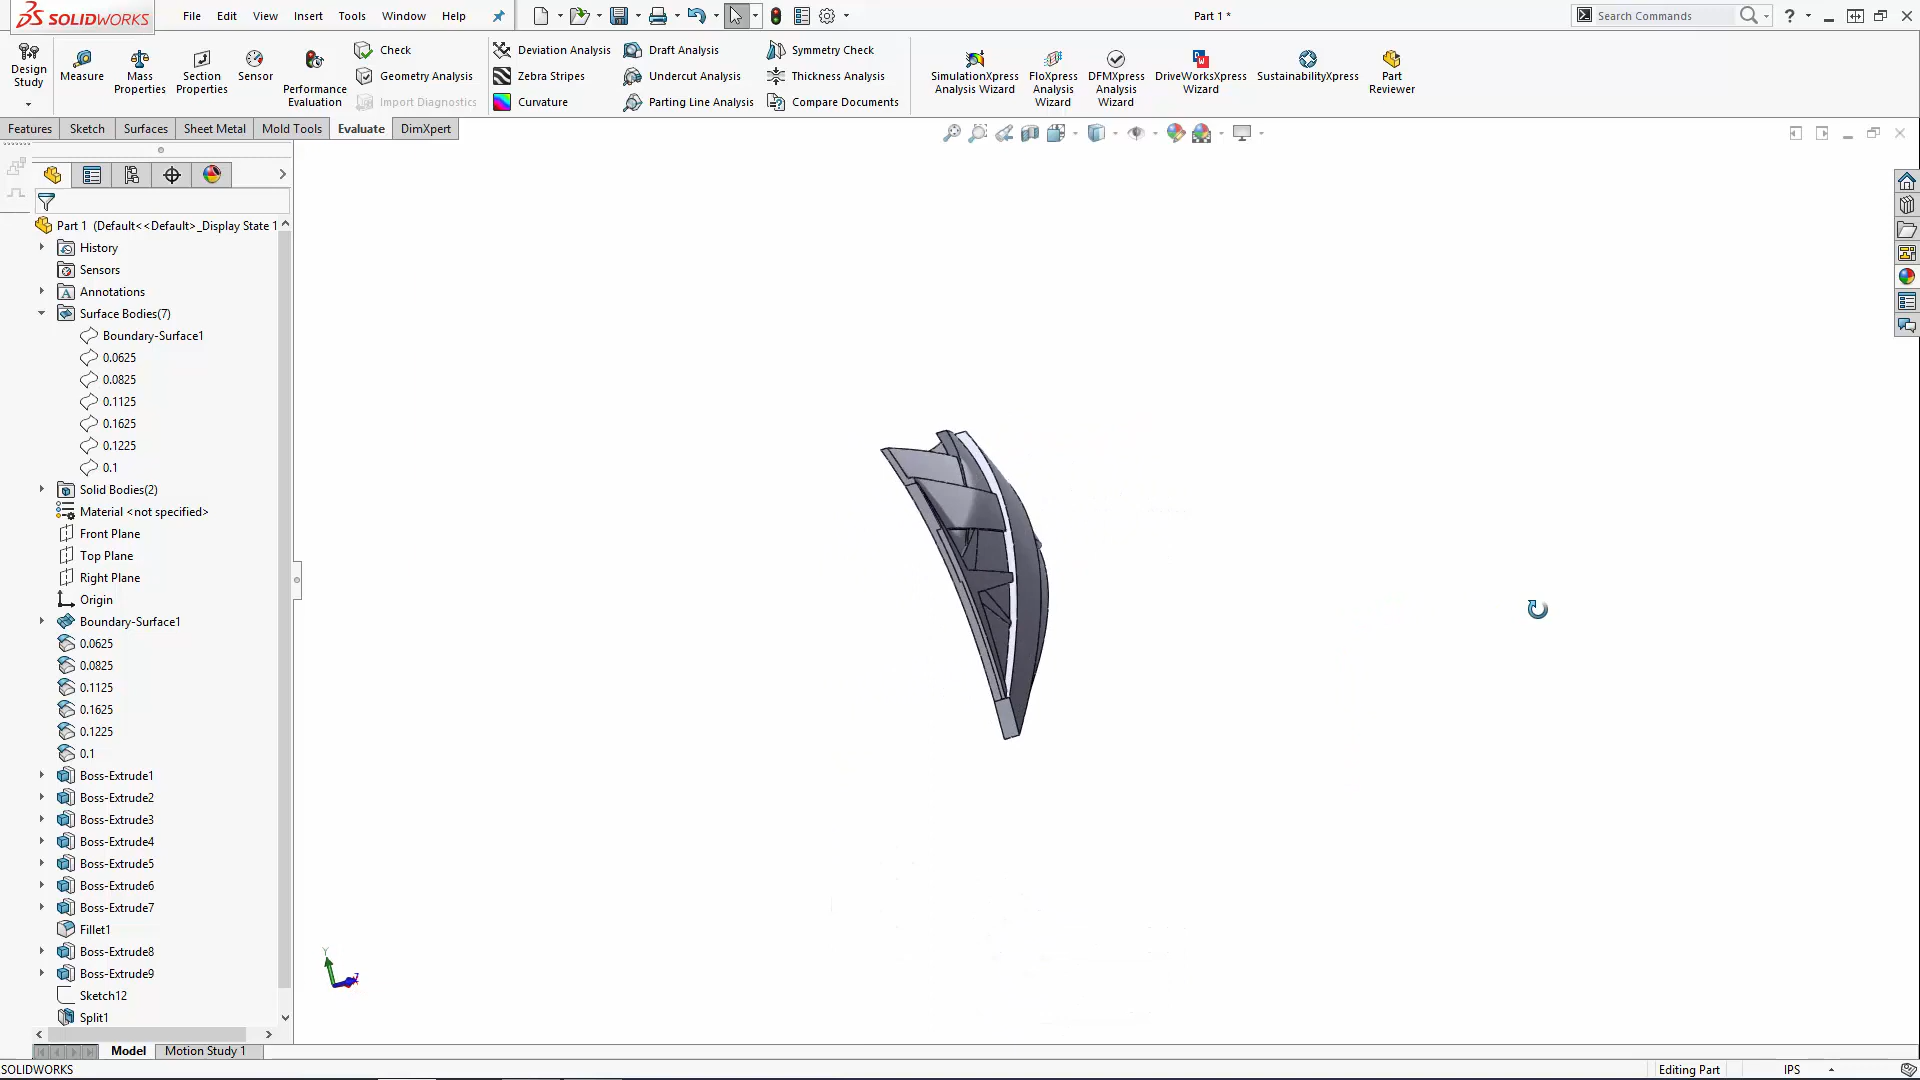 SOLIDWORKS File Edit View Insert Tools Window Help Part 1 * Search Commands
Design Study Measure Mass Properties Section Properties Sensor Performance Evaluation
Check
Geometry Analysis
Import Diagnostics
Deviation Analysis
Zebra Stripes
Curvature
Draft Analysis
Undercut Analysis
Parting Line Analysis
Symmetry Check
Thickness Analysis
Compare Documents
SimulationXpress Analysis Wizard
FloXpress Analysis Wizard
DFMXpress Analysis Wizard
DriveWorksXpress Wizard
SustainabilityXpress
Part Reviewer
Features Sketch Surfaces Sheet Metal Mold Tools Evaluate DimXpert
Part 1 (Default<<Default>_Display State 1
History
Sensors
Annotations
Surface Bodies(7)
Boundary-Surface1
0.0625
0.0825
0.1125
0.1625
0.1225
0.1
Solid Bodies(2)
Material <not specified>
Front Plane
Top Plane
Right Plane
Origin
Boundary-Surface1
0.0625
0.0825
0.1125
0.1625
0.1225
0.1
Boss-Extrude1
Boss-Extrude2
Boss-Extrude3
Boss-Extrude4
Boss-Extrude5
Boss-Extrude6
Boss-Extrude7
Fillet1
Boss-Extrude8
Boss-Extrude9
Sketch12
Split1
Y
Z
Model Motion Study 1
SOLIDWORKS Editing Part IPS